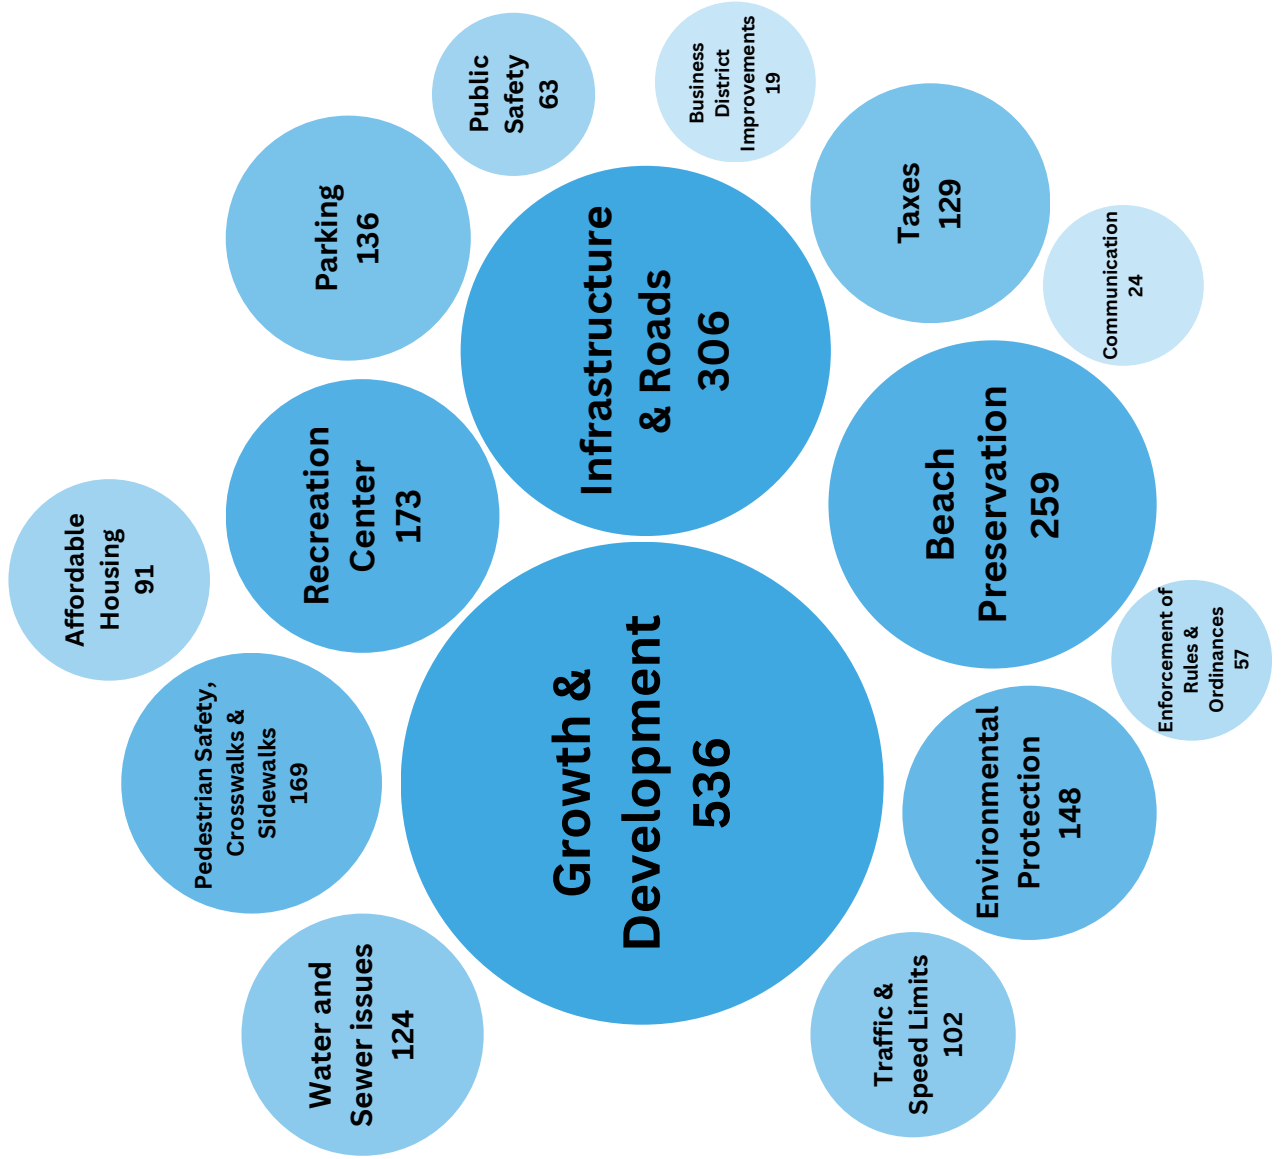 Affordable
Housing
91
Pedestrian Safety,
Crosswalks &
Sidewalks
169
Water and
Sewer issues
124
Recreation
Center
173
Parking
136
Public
Safety
63
Growth &
Development
536
Infrastructure
& Roads
306
Business
District
Improvements
19
Traffic &
Speed Limits
102
Environmental
Protection
148
Beach
Preservation
259
Taxes
129
Enforcement of
Rules &
Ordinances
57
Communication
24